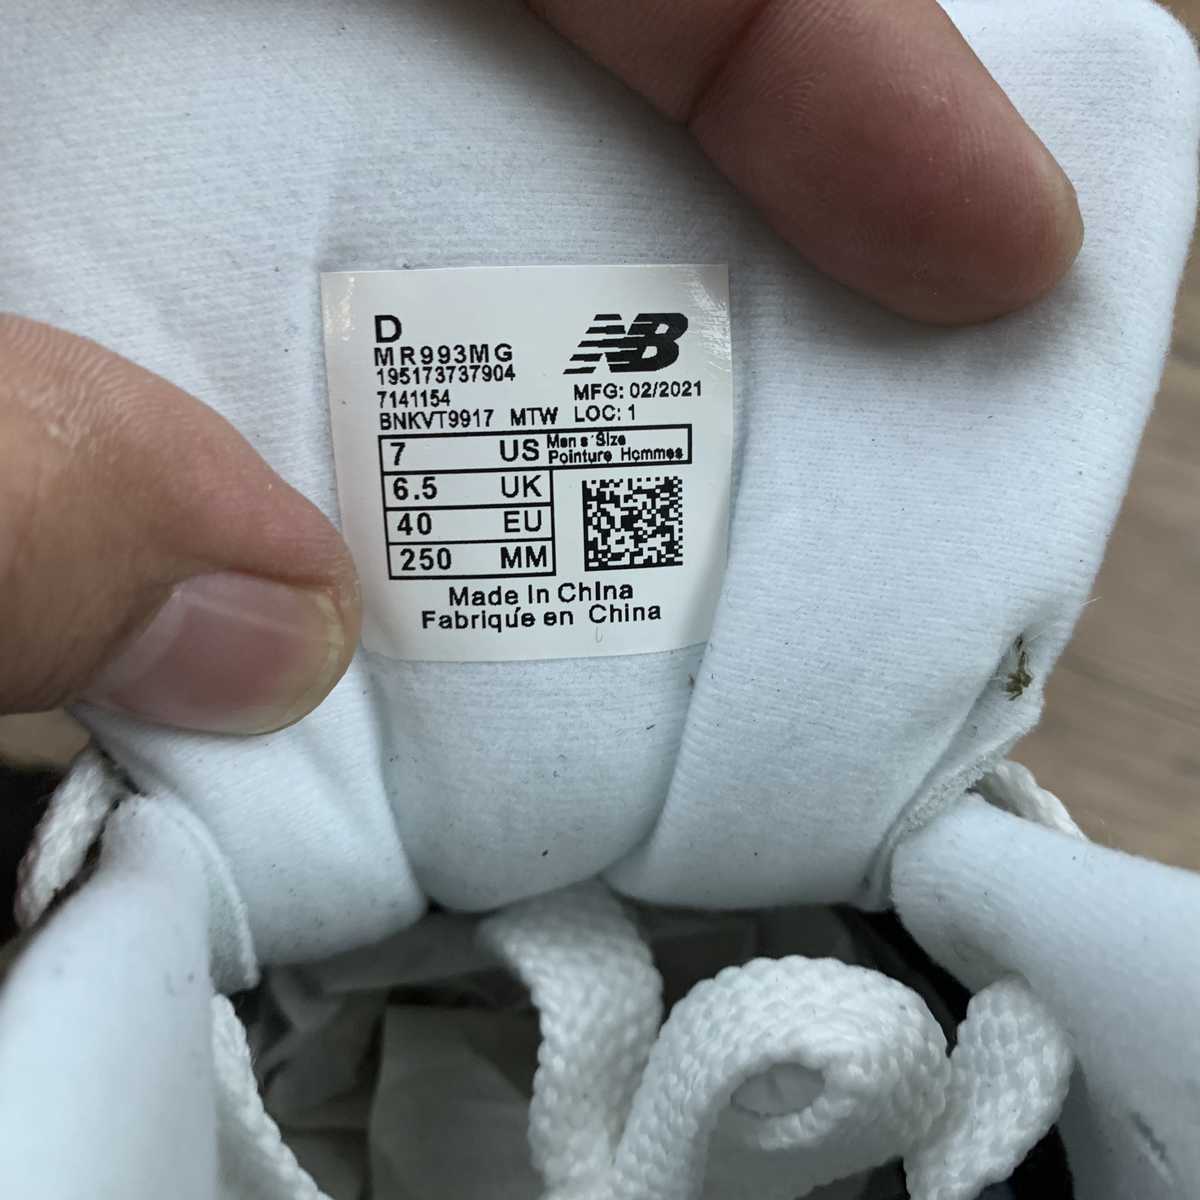 D
NB
MR993MG
195173737904
7141154
MFG: 02/2021
BNKVT9917 MTW LOC: 1
7 US Men s Size
Pointure Hommes
6.5 UK
40 EU
250 MM
Made In China
Fabriqu'e en China